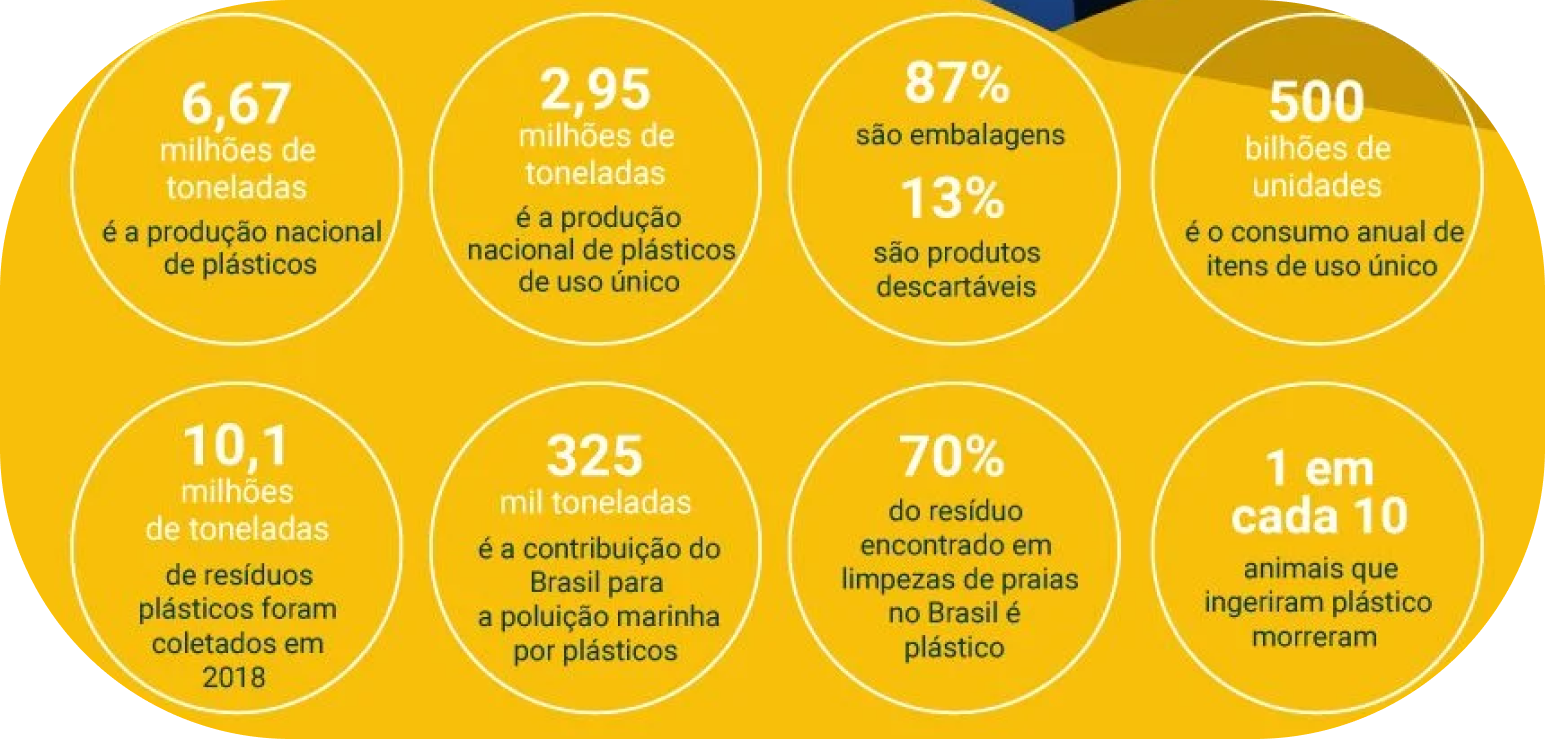 6,67
milhões de
toneladas
é a produção nacional
de plásticos
2,95
milhões de
toneladas
é a produção
nacional de plásticos
de uso único
87%
são embalagens
13%
são produtos
descartáveis
500
bilhões de
unidades
é o consumo anual de
itens de uso único
10,1
milhões
de toneladas
de resíduos
plásticos foram
coletados em
2018
325
mil toneladas
é a contribuição do
Brasil para
a poluição marinha
por plásticos
70%
do resíduo
encontrado em
limpezas de praias
no Brasil é
plástico
1 em
cada 10
animais que
ingeriram plástico
morreram